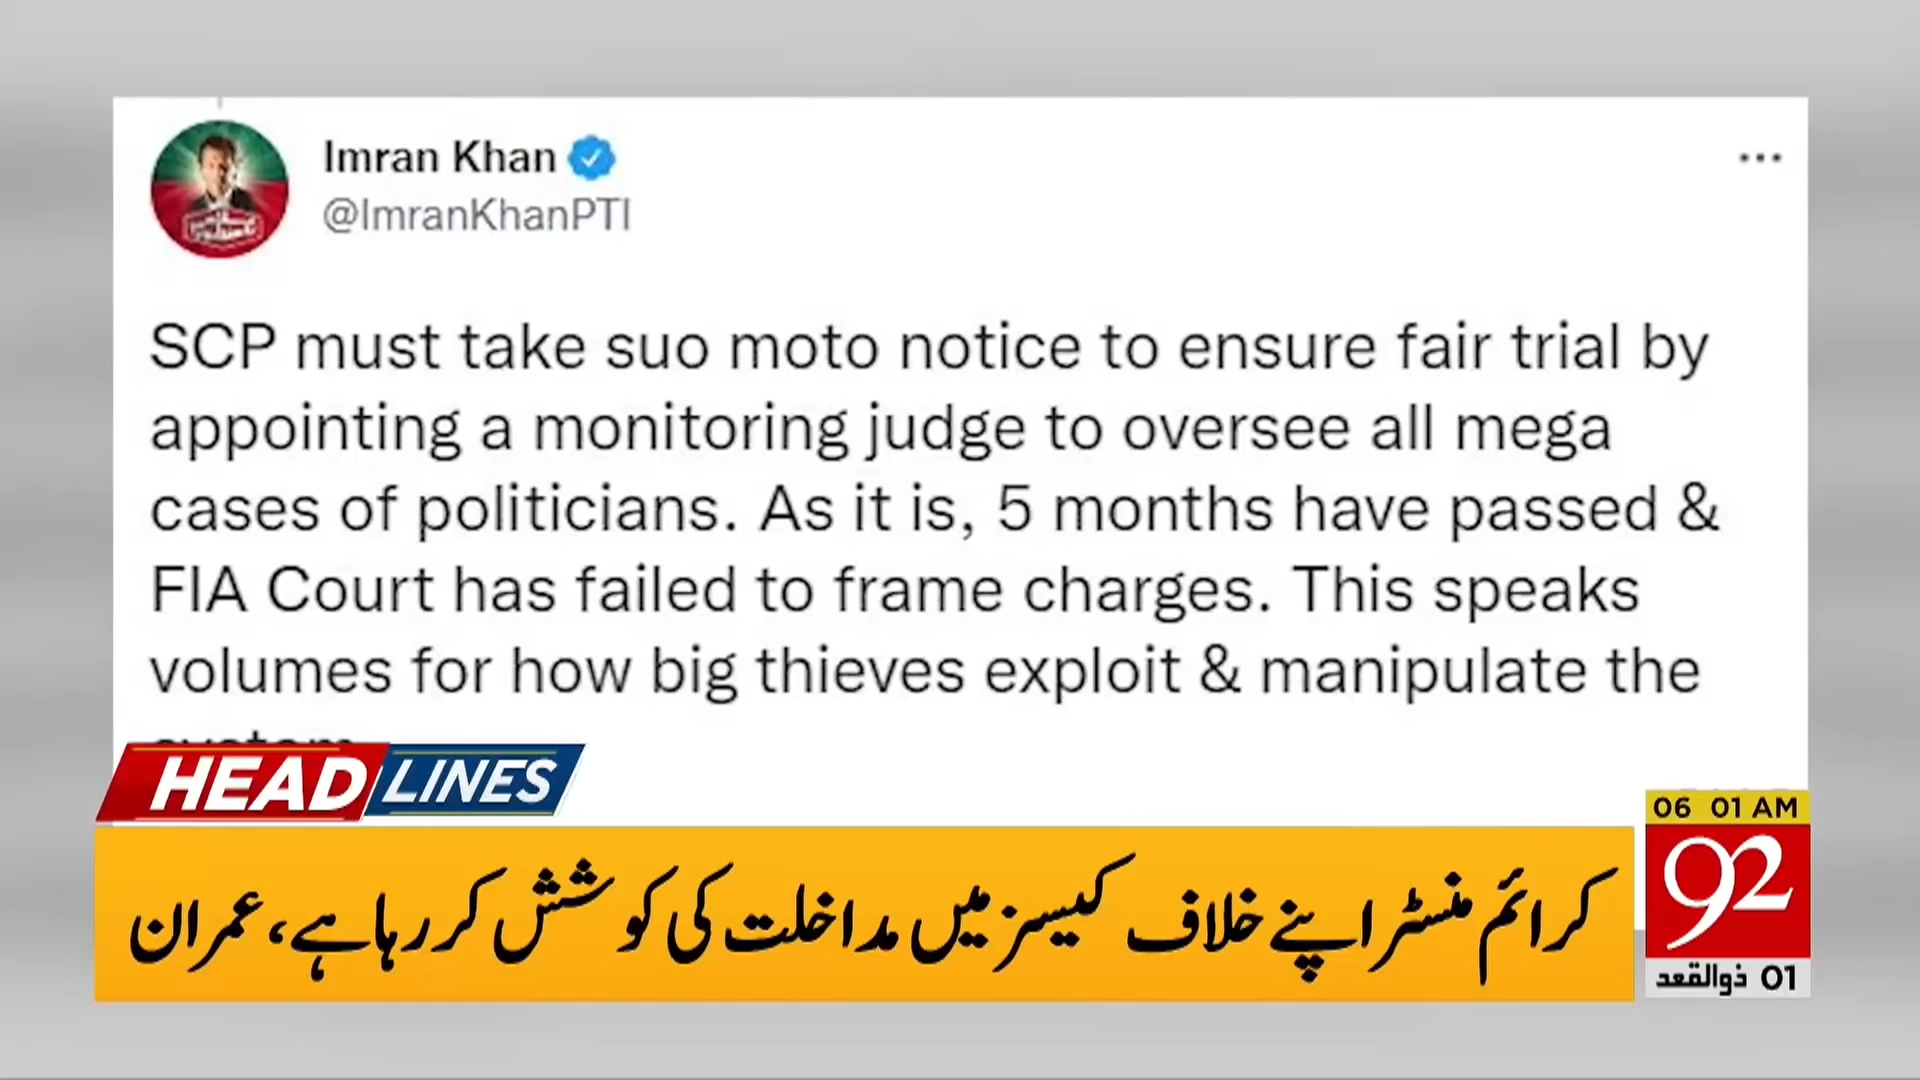 Imran Khan
@ImranKhanPTI
SCP must take suo moto notice to ensure fair trial by
appointing a monitoring judge to oversee all mega
cases of politicians. As it is, 5 months have passed &
FIA Court has failed to frame charges. This speaks
volumes for how big thieves exploit & manipulate the
HEADLINES
06 01 AM
92
کرائم منسٹر اپنے خلاف کیسز میں مداخلت کی کوشش کر رہا ہے، عمران
01 ذوالقعد